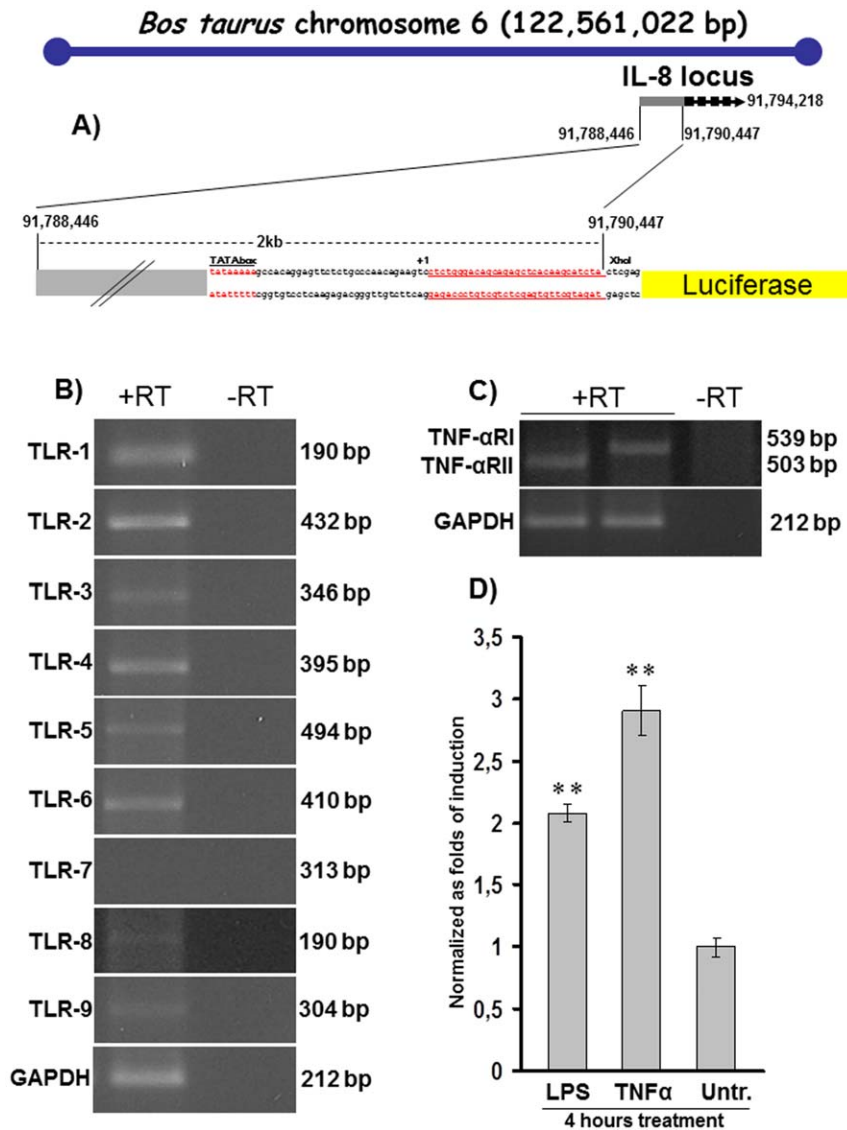 Bos taurus chromosome 6 (122,561,022 bp)
IL-8 locus
91,794,218
A)
91,788,446
91,790,447
91,788,446
91,790,447
2kb
TATAbox
+1
XhoI
tataaaaagccacaggagttctctgcccaacagaagtcctctgggacagcagagctcacaagcatctactcgag
Luciferase
B)
+RT
-RT
TLR-1
190 bp
TLR-2
432 bp
TLR-3
346 bp
TLR-4
395 bp
TLR-5
494 bp
TLR-6
410 bp
TLR-7
313 bp
TLR-8
190 bp
TLR-9
304 bp
GAPDH
212 bp
C)
+RT
-RT
TNF-αRI
539 bp
TNF-αRII
503 bp
GAPDH
212 bp
D)
Normalized as folds of induction
3,5
3
2,5
2
1,5
1
0,5
0
**
**
LPS
TNFα
Untr.
4 hours treatment